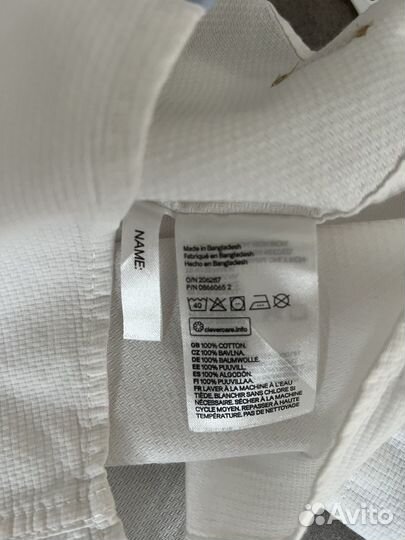 NAME:
Made in Bangladesh
Fabriqué en Bangladesh
Hecho en Bangladesh
O/N 206287
P/N 0866065 2
40
clevercare.info
GB 100% COTTON.
CZ 100% BAVLNA.
DE 100% BAUMWOLLE.
EE 100% PUUVILL.
ES 100% ALGODÓN.
FI 100% PUUVILLAA.
FR LAVER À LA MACHINE À L'EAU
TIÈDE. BLANCHIR SANS CHLORE SI
NÉCESSAIRE. SÉCHER À LA MACHINE
CYCLE MOYEN. REPASSER À HAUTE
TEMPÉRATURE. PAS DE NETTOYAGE
Avito